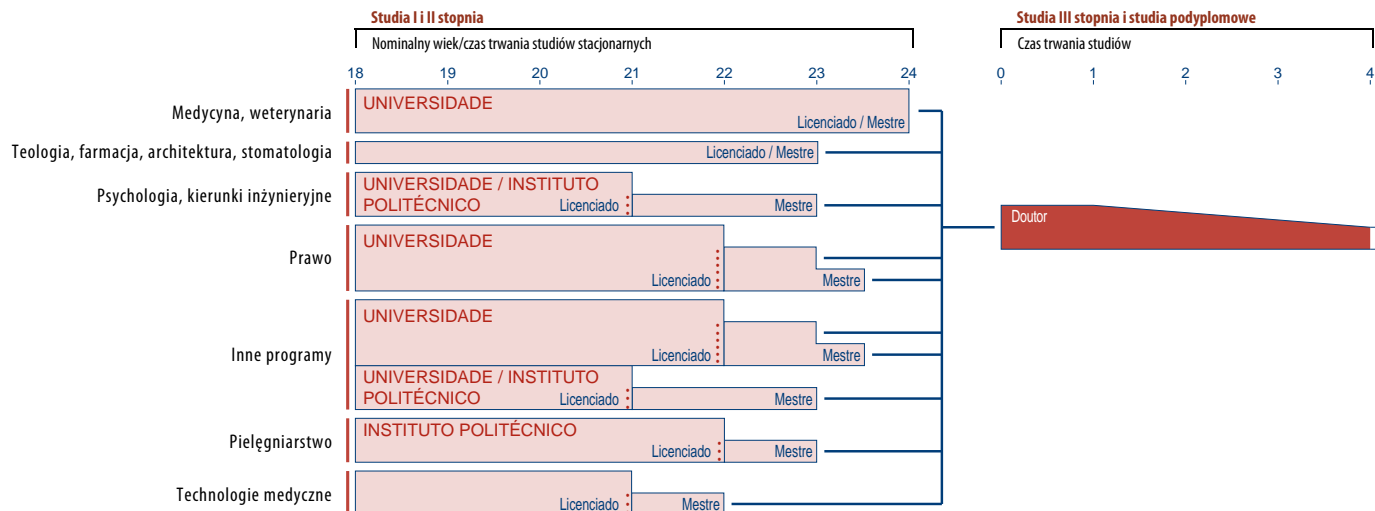 Studia I i II stopnia
Studia III stopnia i studia podyplomowe
Nominalny wiek/czas trwania studiów stacjonarnych
Czas trwania studiów
18 19 20 21 22 23 24
0 1 2 3 4
Medycyna, weterynaria
UNIVERSIDADE
Licenciado / Mestre
Teologia, farmacja, architektura, stomatologia
Licenciado / Mestre
Psychologia, kierunki inżynieryjne
UNIVERSIDADE / INSTITUTO
POLITÉCNICO
Licenciado
Mestre
Doutor
Prawo
UNIVERSIDADE
Licenciado
Mestre
Inne programy
UNIVERSIDADE
Licenciado
Mestre
UNIVERSIDADE / INSTITUTO
POLITÉCNICO
Licenciado
Mestre
Pielęgniarstwo
INSTITUTO POLITÉCNICO
Licenciado
Mestre
Technologie medyczne
Licenciado
Mestre